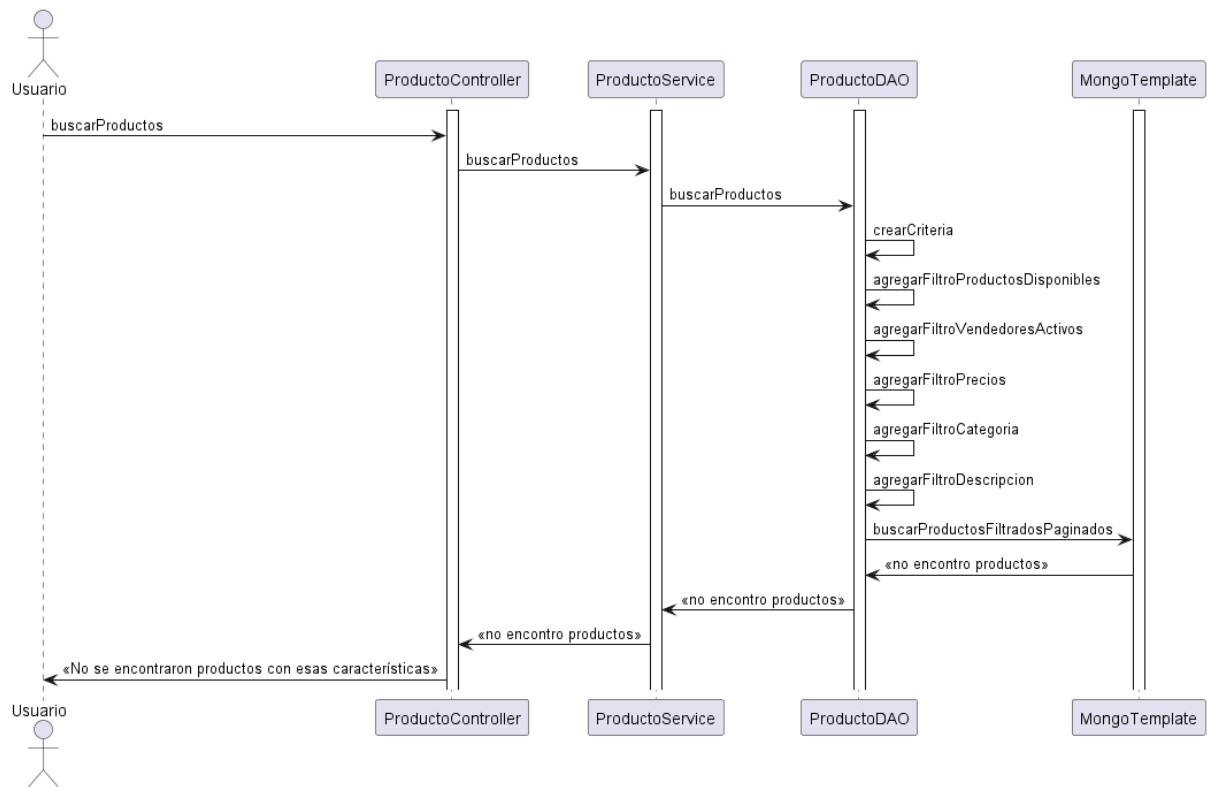 Usuario
ProductoController
ProductoService
ProductoDAO
MongoTemplate
buscarProductos
buscarProductos
buscarProductos
crearCriteria
agregarFiltroProductosDisponibles
agregarFiltroVendedoresActivos
agregarFiltroPrecios
agregarFiltroCategoria
agregarFiltroDescripcion
buscarProductosFiltradosPaginados
«no encontro productos»
«no encontro productos»
«no encontro productos»
«No se encontraron productos con esas características»
Usuario
ProductoController
ProductoService
ProductoDAO
MongoTemplate